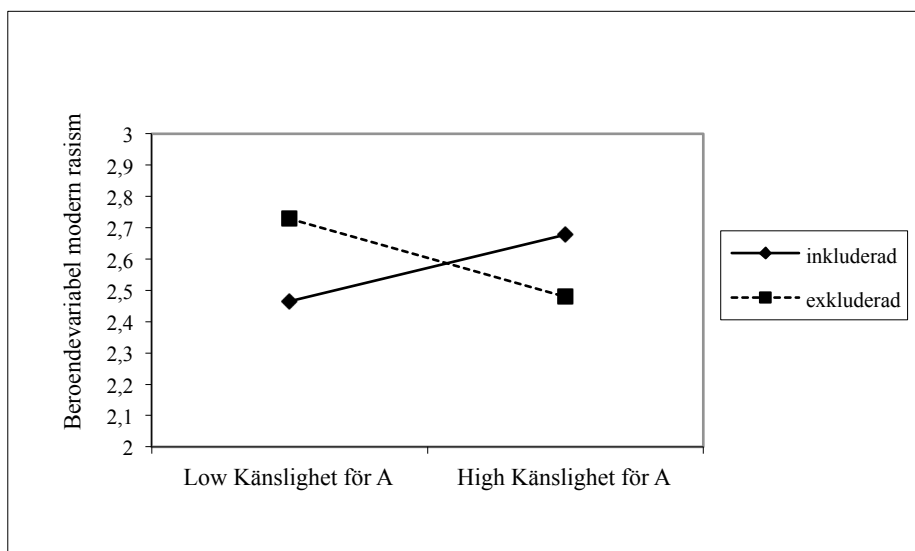 Beroendevariabel modern rasism
3
2,9
2,8
2,7
2,6
2,5
2,4
2,3
2,2
2,1
2
Low Känslighet för A
High Känslighet för A
inkluderad
exkluderad